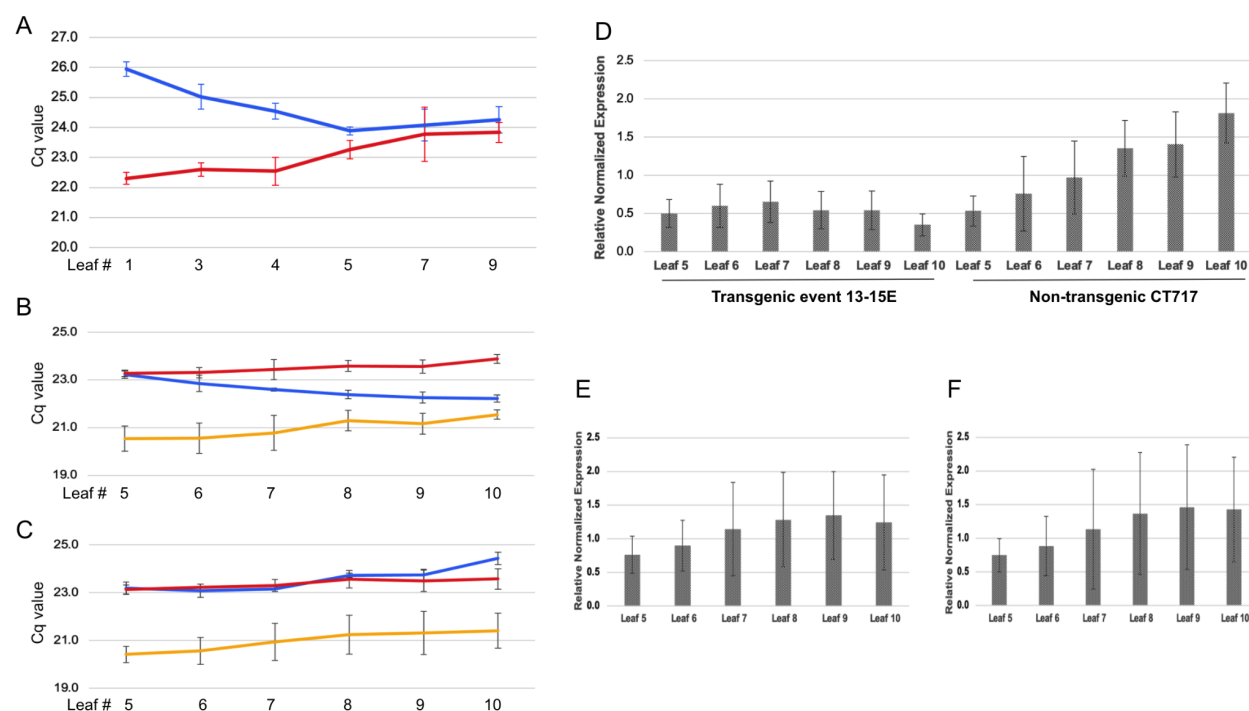 A
27.0
26.0
25.0
24.0
23.0
22.0
21.0
20.0
Cq value
Leaf # 1 3 4 5 7 9
B
25.0
23.0
21.0
19.0
Cq value
Leaf # 5 6 7 8 9 10
C
25.0
23.0
21.0
19.0
Cq value
Leaf # 5 6 7 8 9 10
D
2.5
2.0
1.5
1.0
0.5
0.0
Relative Normalized Expression
Leaf 5 Leaf 6 Leaf 7 Leaf 8 Leaf 9 Leaf 10 Leaf 5 Leaf 6 Leaf 7 Leaf 8 Leaf 9 Leaf 10
Transgenic event 13-15E Non-transgenic CT717
E
2.5
2.0
1.5
1.0
0.5
0.0
Relative Normalized Expression
Leaf 5 Leaf 6 Leaf 7 Leaf 8 Leaf 9 Leaf 10
F
2.5
2.0
1.5
1.0
0.5
0.0
Relative Normalized Expression
Leaf 5 Leaf 6 Leaf 7 Leaf 8 Leaf 9 Leaf 10